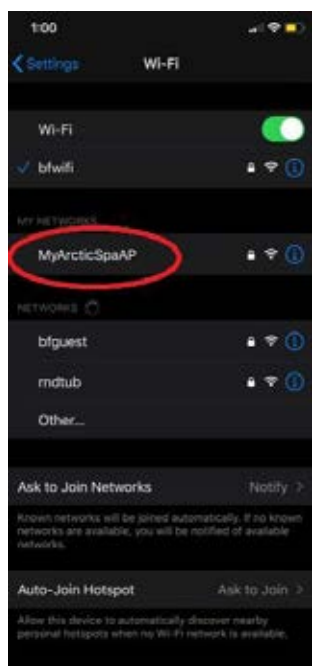 1:00
Settings
Wi-Fi
Wi-Fi
bfwifi
MY NETWORKS
MyArcticSpaAP
NETWORKS
bfguest
rndtub
Other...
Ask to Join Networks
Notify
Known networks will be joined automatically. If no known
networks are available, you will be notified of available
networks.
Auto-Join Hotspot
Ask to Join
Allow this device to automatically discover nearby
personal hotspots when no Wi-Fi network is available.